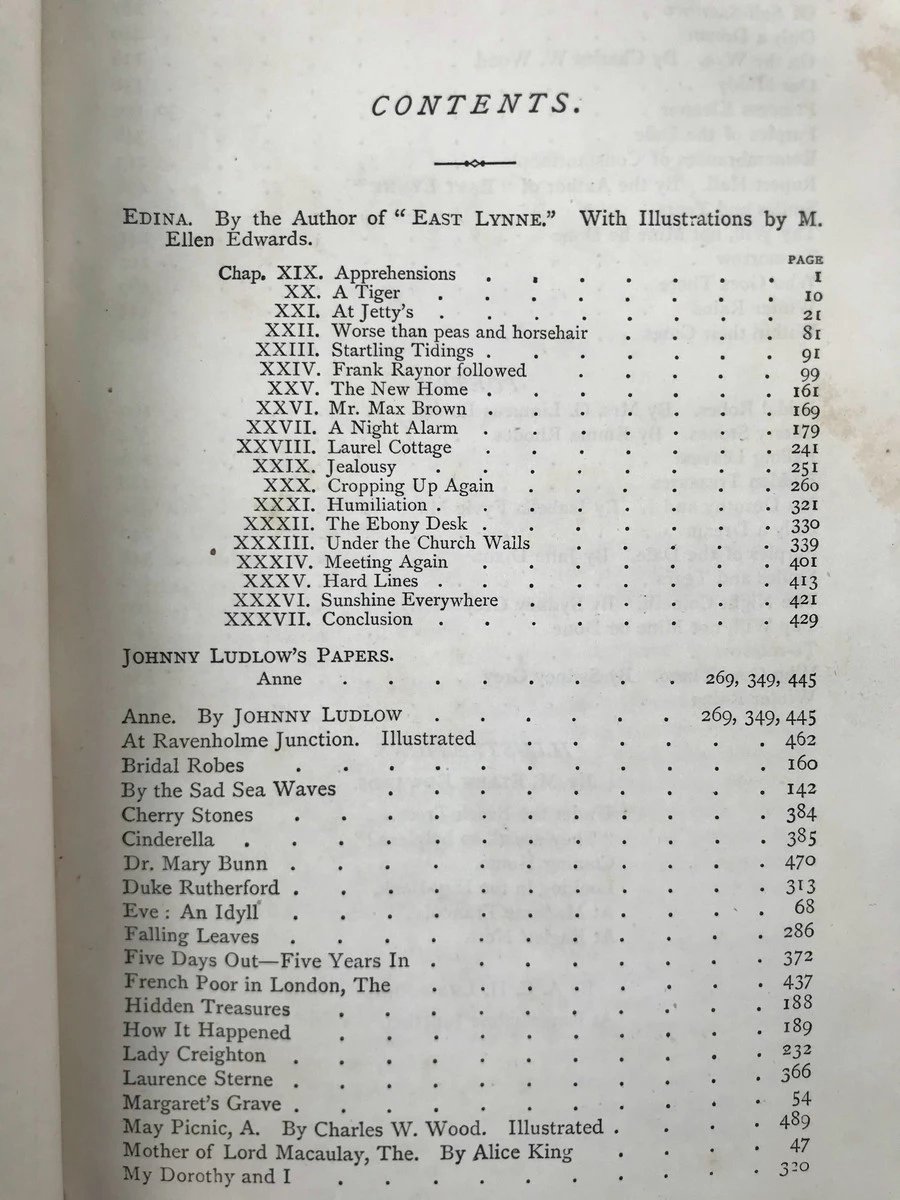 CONTENTS.
EDINA. By the Author of “EAST LYNNE.” With Illustrations by M.
Ellen Edwards.
PAGE
Chap. XIX. Apprehensions . . . . . . . 1
XX. A Tiger . . . . . . . . 10
XXI. At Jetty's . . . . . . . . 21
XXII. Worse than peas and horsehair . . . . 81
XXIII. Startling Tidings . . . . . . . 91
XXIV. Frank Raynor followed . . . . . 99
XXV. The New Home . . . . . . . 161
XXVI. Mr. Max Brown . . . . . . . 169
XXVII. A Night Alarm . . . . . . . 179
XXVIII. Laurel Cottage . . . . . . . 241
XXIX. Jealousy . . . . . . . . 251
XXX. Cropping Up Again . . . . . . 260
XXXI. Humiliation . . . . . . . . 321
XXXII. The Ebony Desk . . . . . . . 330
XXXIII. Under the Church Walls . . . . 339
XXXIV. Meeting Again . . . . . . . 401
XXXV. Hard Lines . . . . . . . . 413
XXXVI. Sunshine Everywhere . . . . . 421
XXXVII. Conclusion . . . . . . . . 429
JOHNNY LUDLOW'S PAPERS.
Anne . . . . . . . . 269, 349, 445
Anne. By JOHNNY LUDLOW . . . . . . 269, 349, 445
At Ravenholme Junction. Illustrated . . . . . . 462
Bridal Robes . . . . . . . . . . 160
By the Sad Sea Waves . . . . . . . . . 142
Cherry Stones . . . . . . . . . . 384
Cinderella . . . . . . . . . . . 385
Dr. Mary Bunn . . . . . . . . . . 470
Duke Rutherford . . . . . . . . . . 313
Eve : An Idyll . . . . . . . . . . 68
Falling Leaves . . . . . . . . . . 286
Five Days Out—Five Years In . . . . . . . 372
French Poor in London, The . . . . . . . 437
Hidden Treasures . . . . . . . . . 188
How It Happened . . . . . . . . . 189
Lady Creighton . . . . . . . . . . 232
Laurence Sterne . . . . . . . . . . 366
Margaret's Grave . . . . . . . . . . 54
May Picnic, A. By Charles W. Wood. Illustrated . . . . 489
Mother of Lord Macaulay, The. By Alice King . . . . 47
My Dorothy and I . . . . . . . . . 320